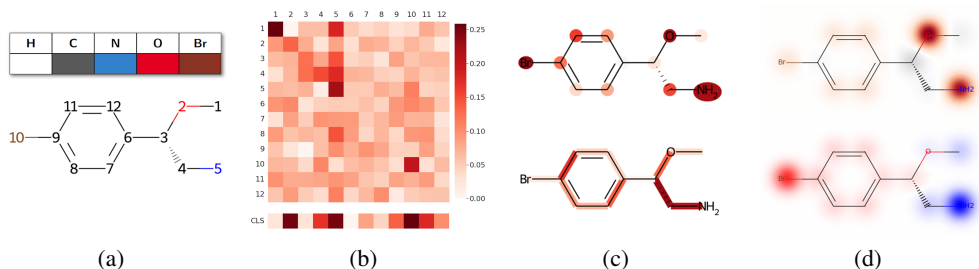 H C N O Br
11 12 2 1
10 9 6 3
8 7 4 5
(a)
1 2 3 4 5 6 7 8 9 10 11 12
1
2
3
4
5
6
7
8
9
10
11
12
CLS
0.25
0.20
0.15
0.10
0.05
0.00
(b)
Br
O
NH2
Br
O
NH2
(c)
Br
NH2
Br
O
NH2
(d)